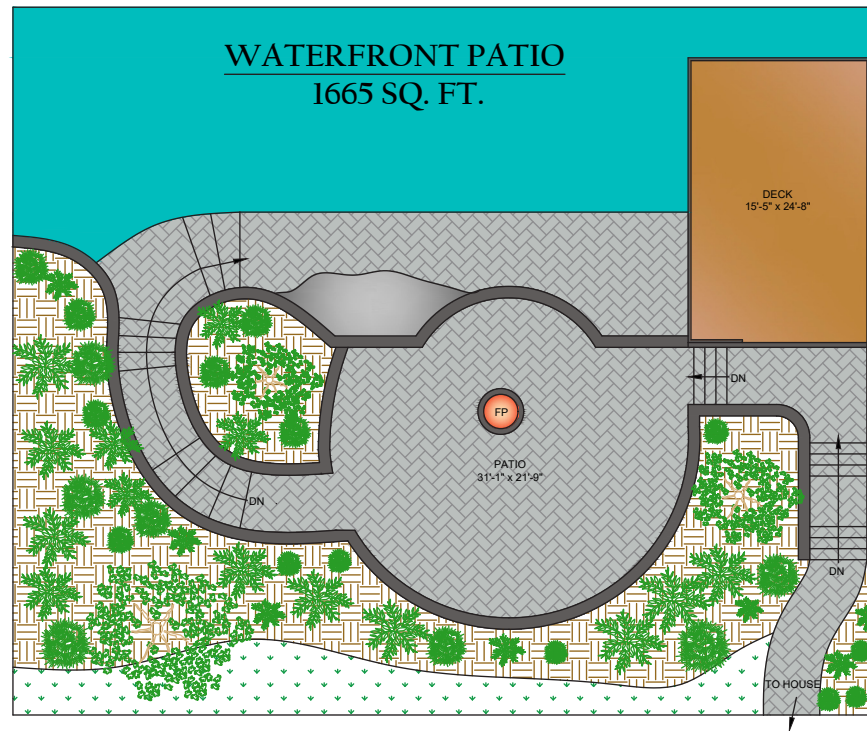 WATERFRONT PATIO
1665 SQ. FT.
DECK
15'-5" x 24'-8"
DN
FP
PATIO
31'-1" x 21'-9"
DN
DN
TO HOUSE